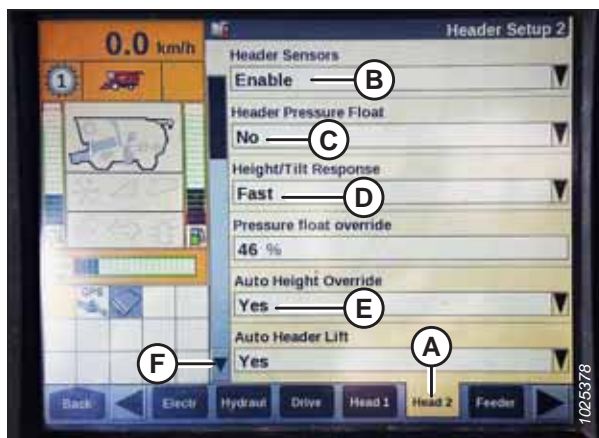 0.0 km/h
Header Setup 2
1
Header Sensors
Enable
B
Header Pressure Float
No
C
Height/Tilt Response
Fast
D
Pressure float override
46 %
GPS
Auto Height Override
Yes
E
Auto Header Lift
Yes
F
A
Back
Electr
Hydraul
Drive
Head 1
Head 2
Feeder
1025378